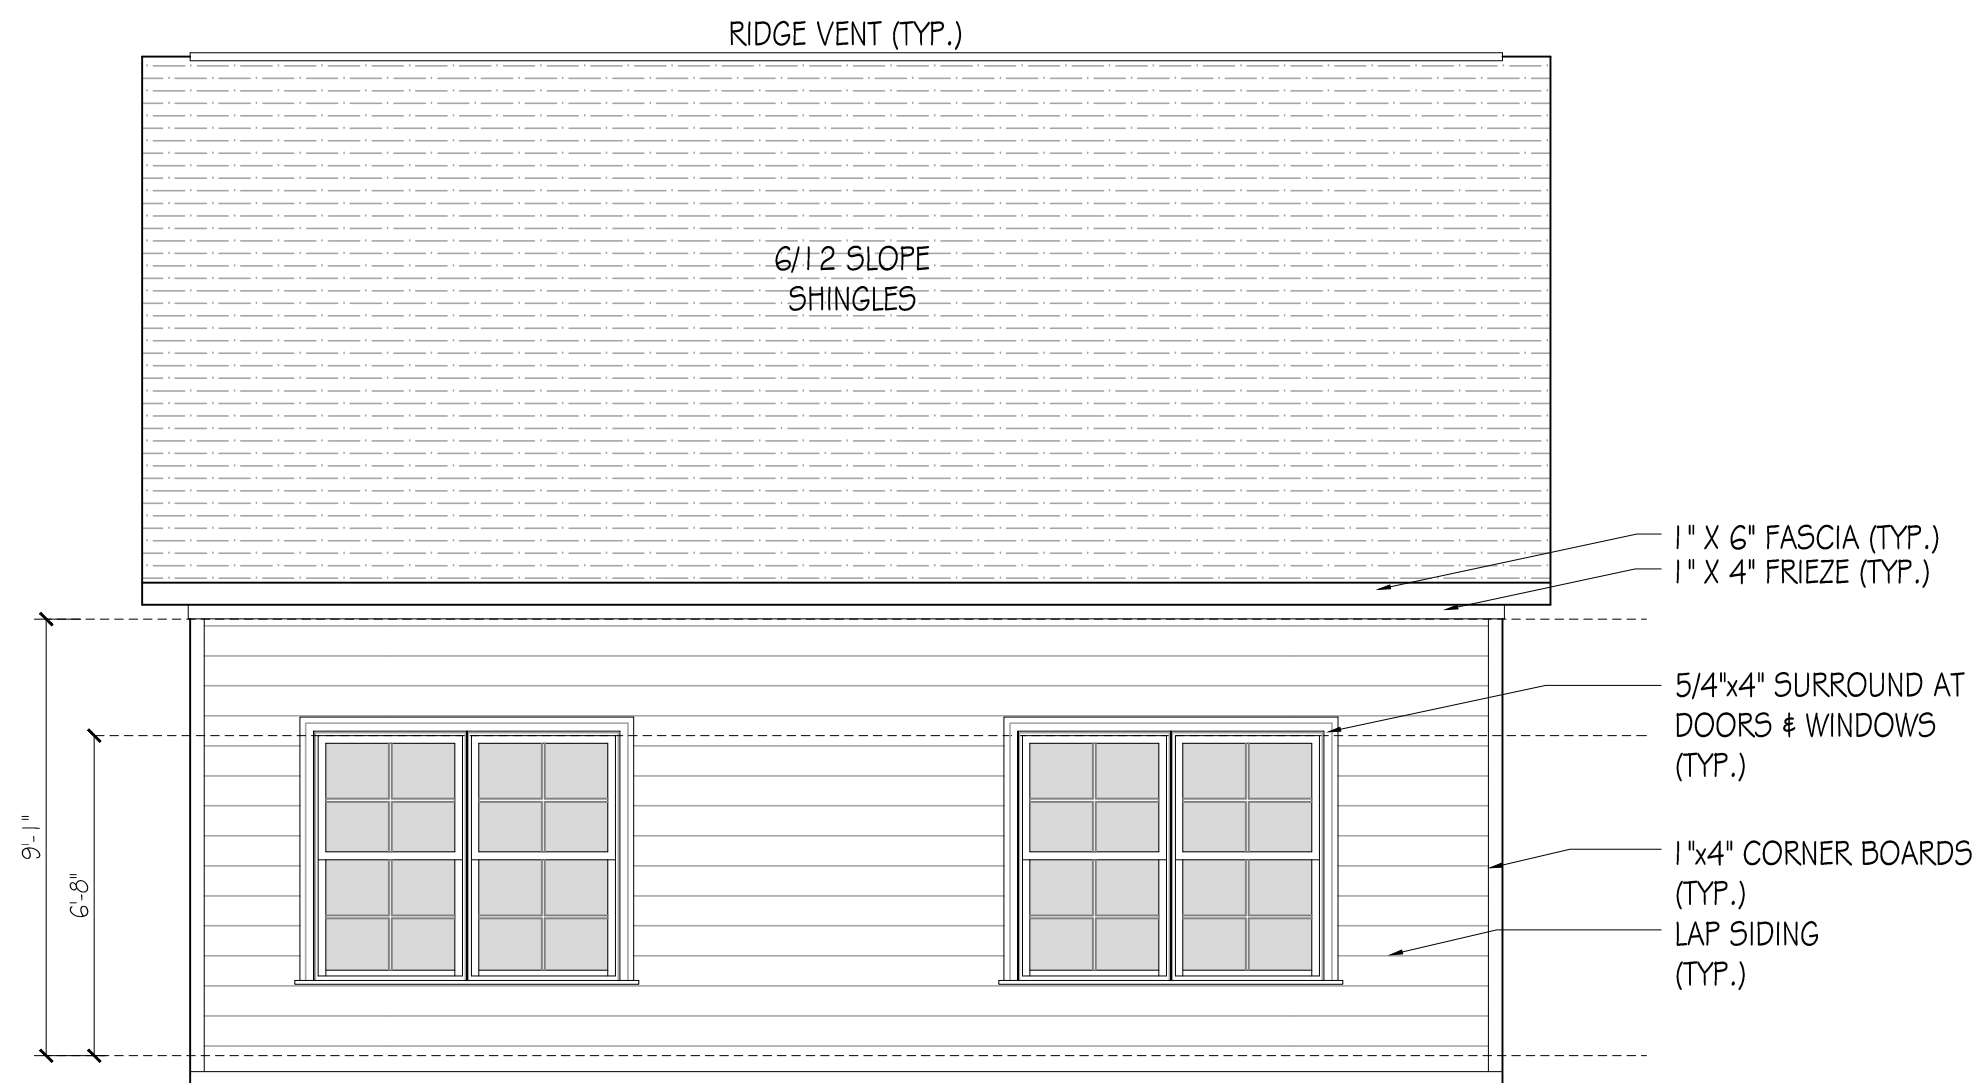 RIDGE VENT (TYP.)
6/12 SLOPE
SHINGLES
1" X 6" FASCIA (TYP.)
1" X 4" FRIEZE (TYP.)
5/4"x4" SURROUND AT
DOORS & WINDOWS
(TYP.)
9'-1"
6'-8"
1"x4" CORNER BOARDS
(TYP.)
LAP SIDING
(TYP.)